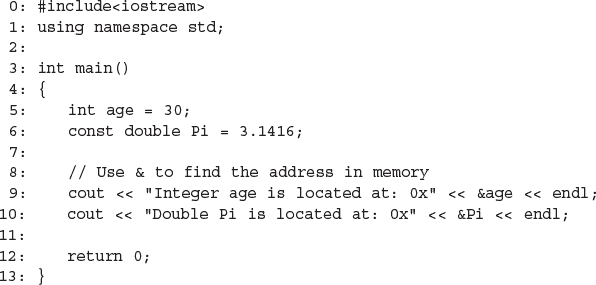 0: #include<iostream>
1: using namespace std;
2:
3: int main()
4: {
5:    int age = 30;
6:    const double Pi = 3.1416;
7:
8:    // Use & to find the address in memory
9:    cout << "Integer age is located at: 0x" << &age << endl;
10:    cout << "Double Pi is located at: 0x" << &Pi << endl;
11:
12:    return 0;
13: }